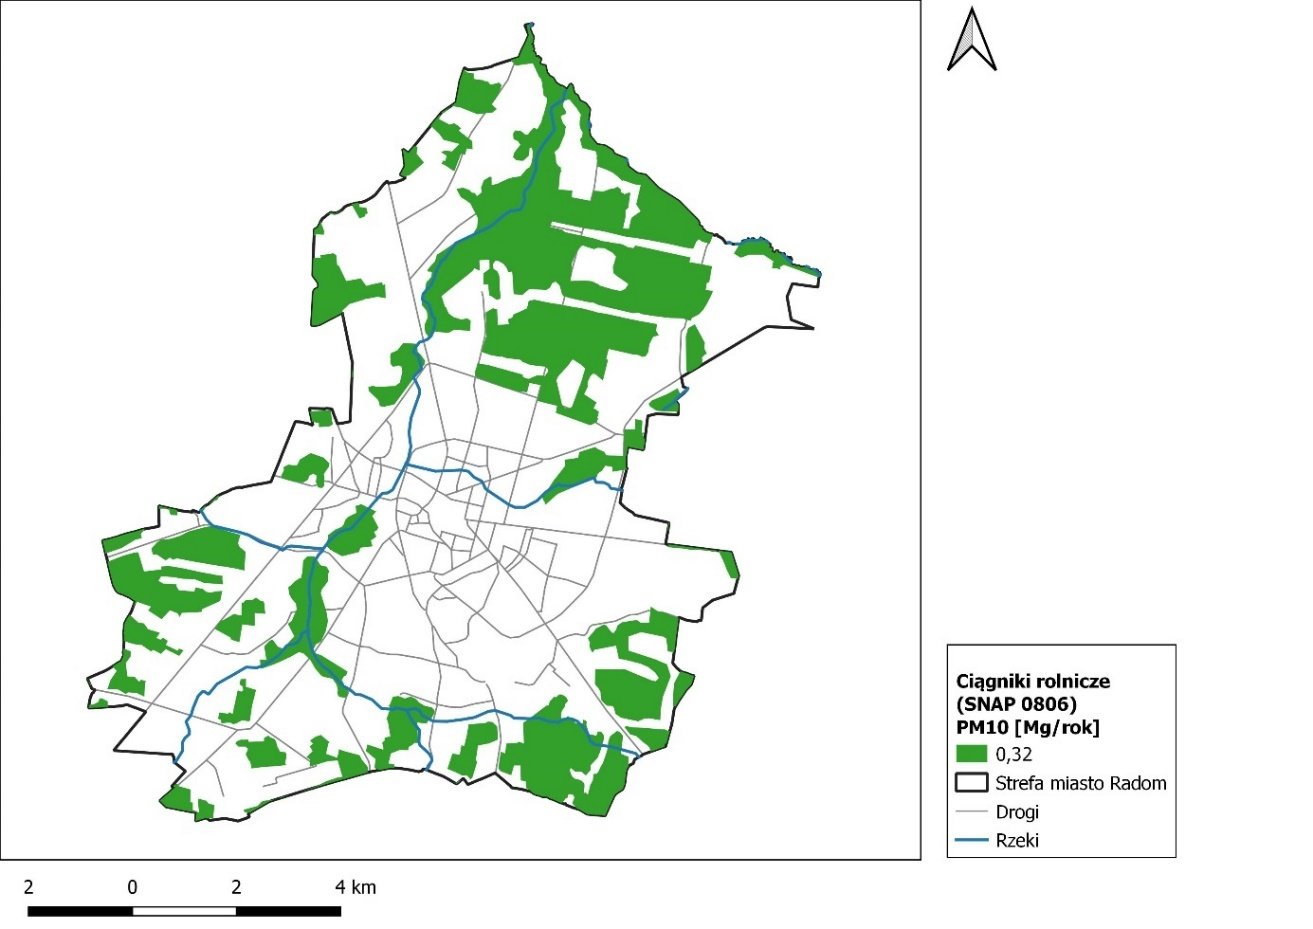 Ciągniki rolnicze
(SNAP 0806)
PM10 [Mg/rok]
0,32
Strefa miasto Radom
Drogi
Rzeki
2 0 2 4 km